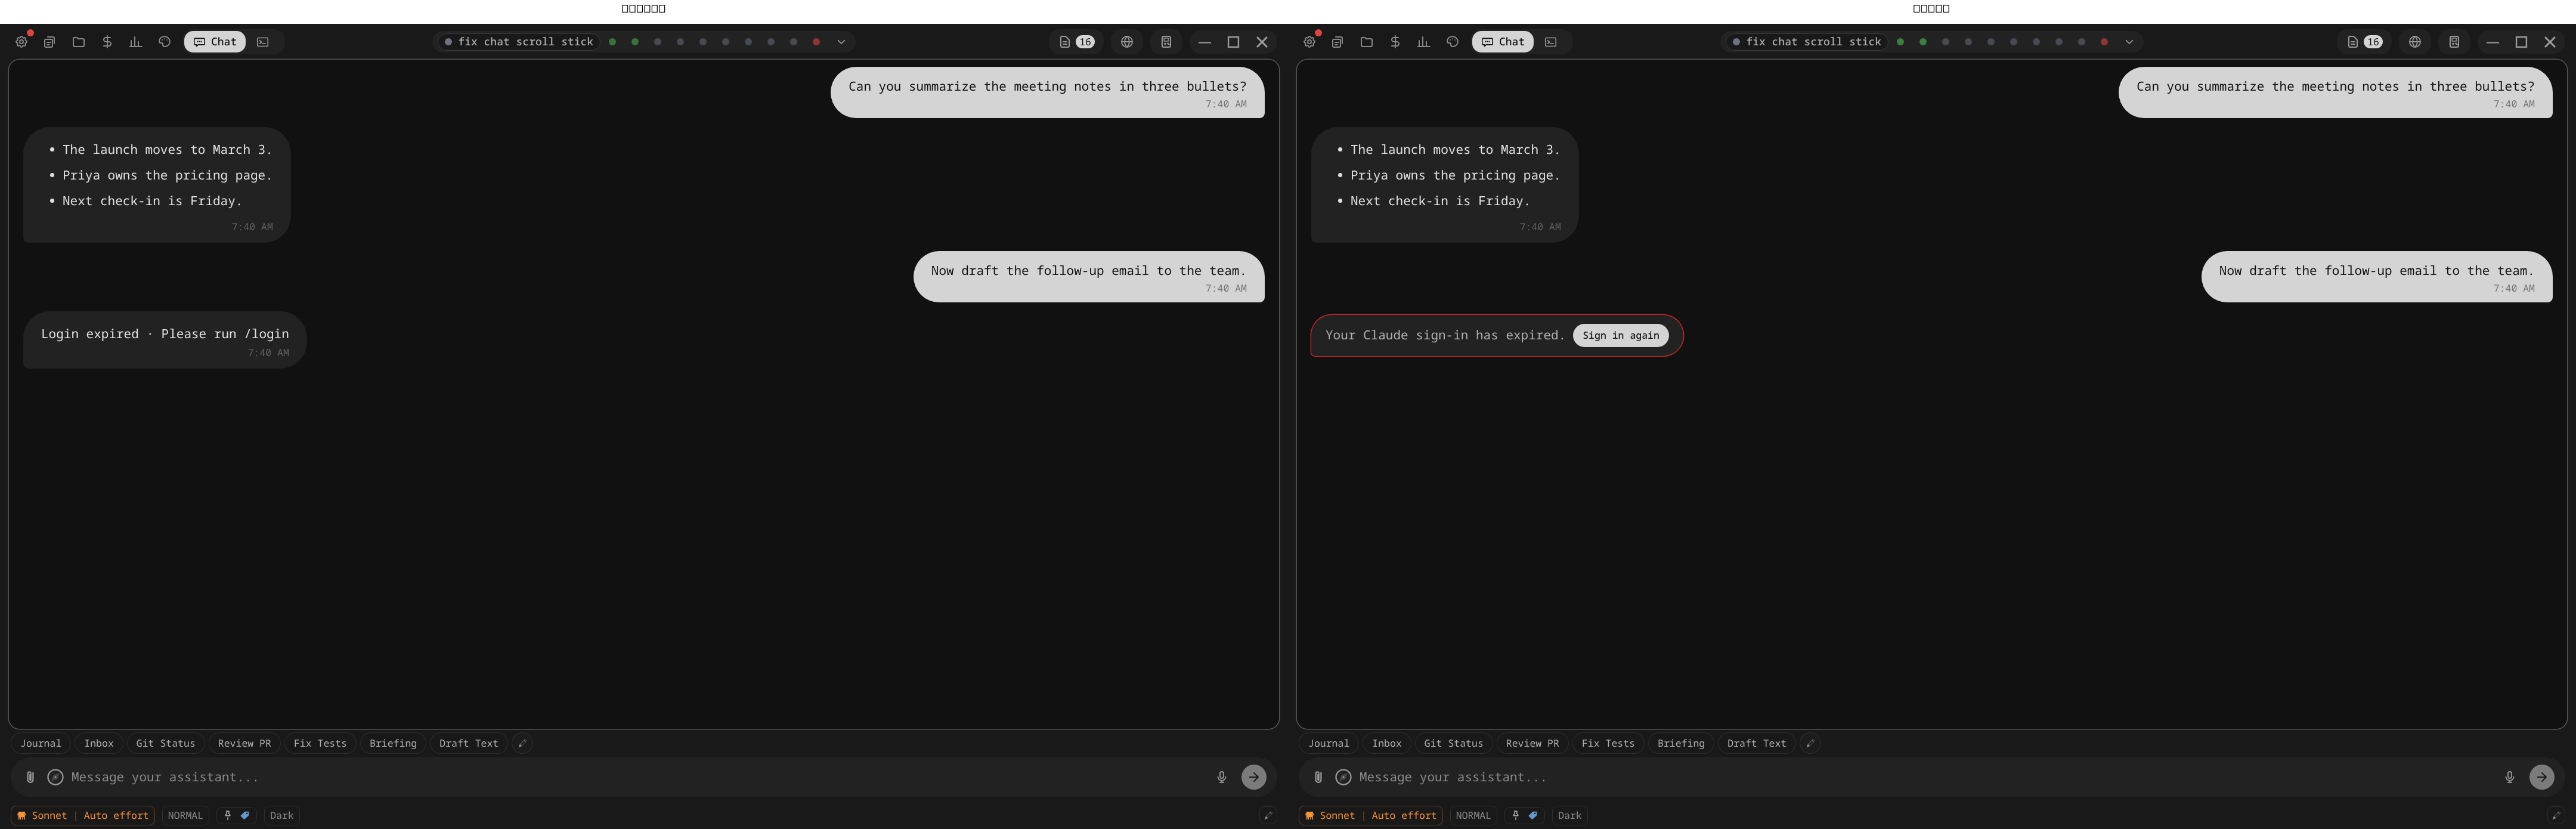 Chat
fix chat scroll stick
16
Can you summarize the meeting notes in three bullets?
7:40 AM
• The launch moves to March 3.
• Priya owns the pricing page.
• Next check-in is Friday.
7:40 AM
Now draft the follow-up email to the team.
7:40 AM
Login expired · Please run /login
7:40 AM
Journal Inbox Git Status Review PR Fix Tests Briefing Draft Text
Message your assistant...
Sonnet | Auto effort NORMAL Dark
Chat
fix chat scroll stick
16
Can you summarize the meeting notes in three bullets?
7:40 AM
• The launch moves to March 3.
• Priya owns the pricing page.
• Next check-in is Friday.
7:40 AM
Now draft the follow-up email to the team.
7:40 AM
Your Claude sign-in has expired. Sign in again
Journal Inbox Git Status Review PR Fix Tests Briefing Draft Text
Message your assistant...
Sonnet | Auto effort NORMAL Dark